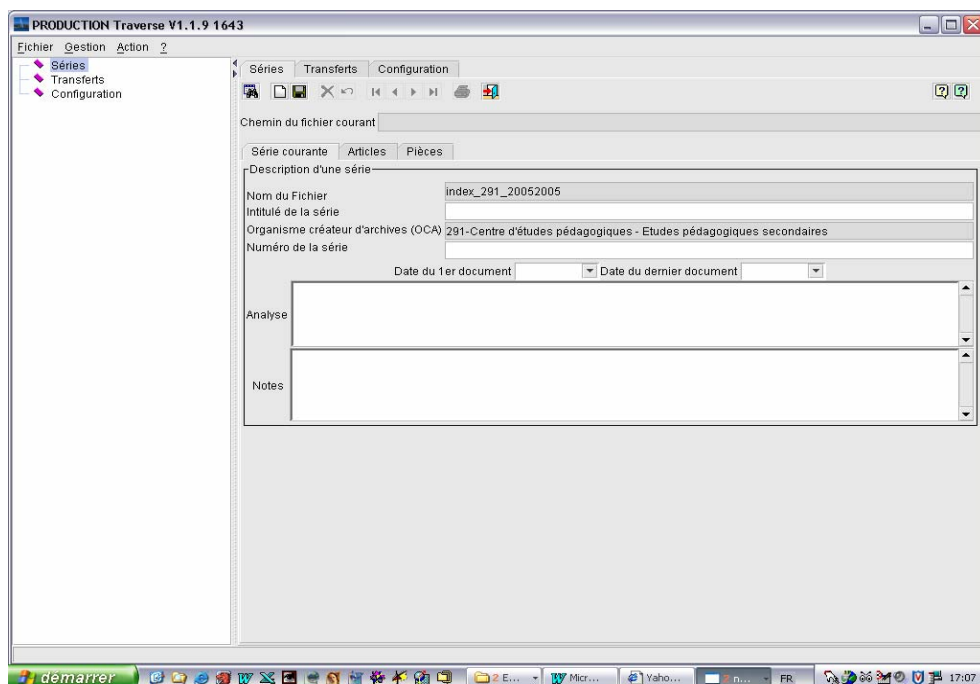 PRODUCTION Traverse V1.1.9 1643
Fichier Gestion Action ?
Séries
Transferts
Configuration
Séries Transferts Configuration
Chemin du fichier courant
Série courante Articles Pièces
Description d'une série
Nom du Fichier index_291_20052005
Intitulé de la série
Organisme créateur d'archives (OCA) 291-Centre d'études pédagogiques - Etudes pédagogiques secondaires
Numéro de la série
Date du 1er document Date du dernier document
Analyse
Notes
démarrer 2 E... Micr... Yaho... 2 n... FR 17:01